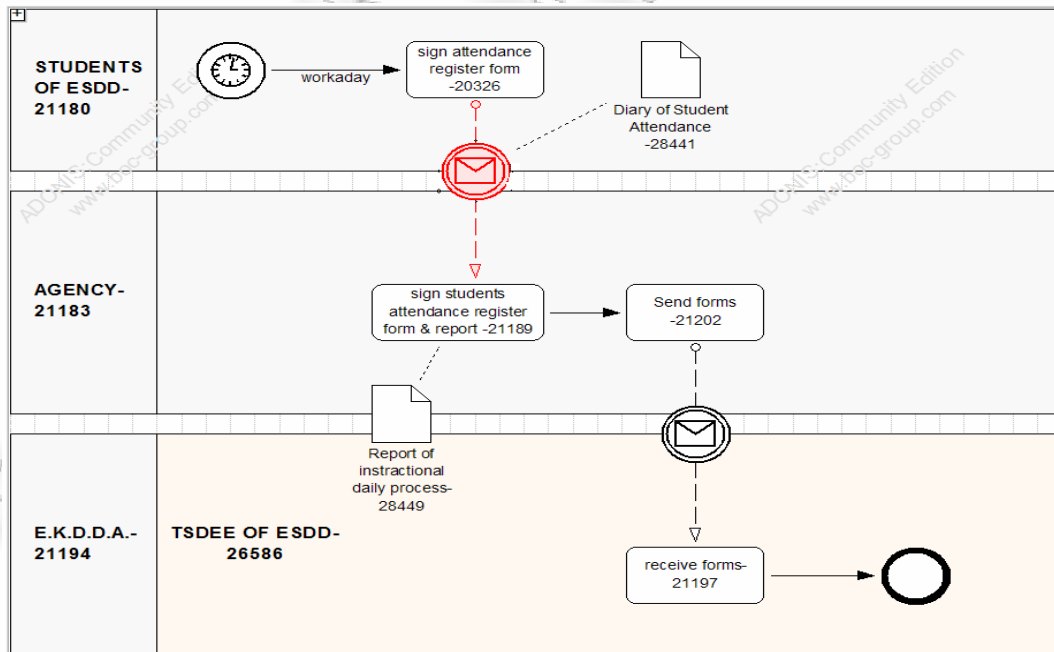 STUDENTS
OF ESDD-
21180
workaday
sign attendance
register form
-20326
Diary of Student
Attendance
-28441
ADONIS:Community Edition
www.boc-group.com
ADONIS:Community Edition
www.boc-group.com
AGENCY-
21183
sign students
attendance register
form & report -21189
Send forms
-21202
Report of
instractional
daily process-
28449
E.K.D.D.A.-
21194
TSDEE OF ESDD-
26586
receive forms-
21197